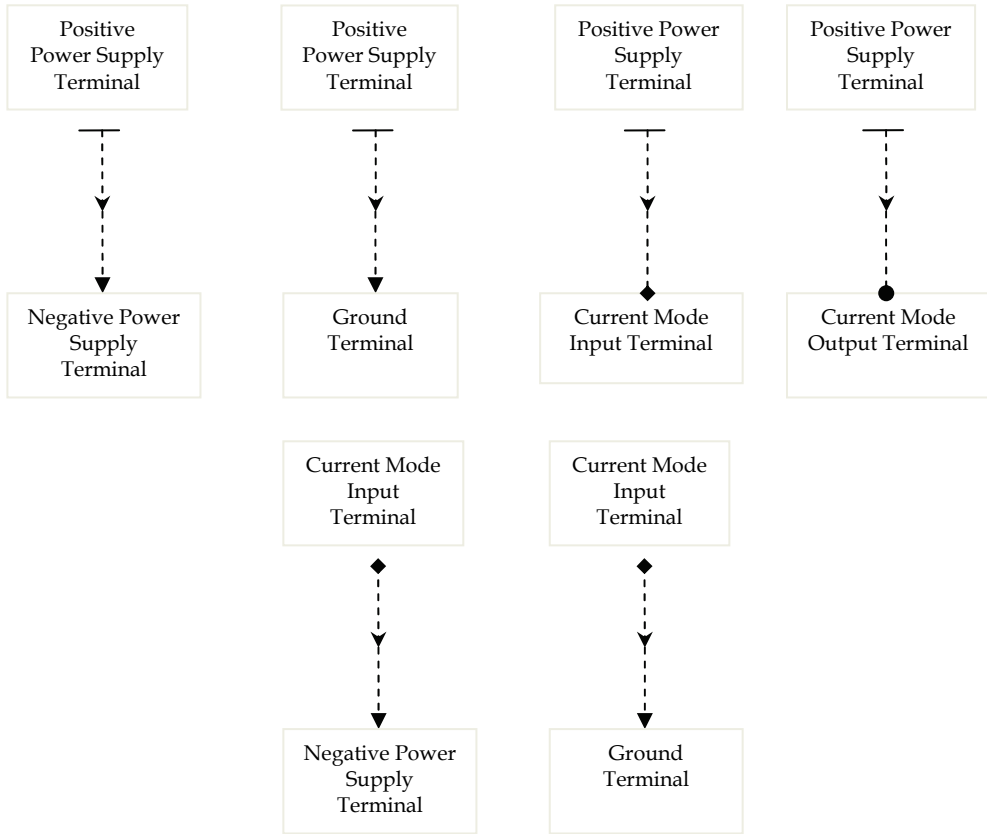 Positive
Power Supply
Terminal
Positive
Power Supply
Terminal
Positive Power
Supply
Terminal
Positive Power
Supply
Terminal
Negative Power
Supply
Terminal
Ground
Terminal
Current Mode
Input Terminal
Current Mode
Output Terminal
Current Mode
Input
Terminal
Current Mode
Input
Terminal
Negative Power
Supply
Terminal
Ground
Terminal